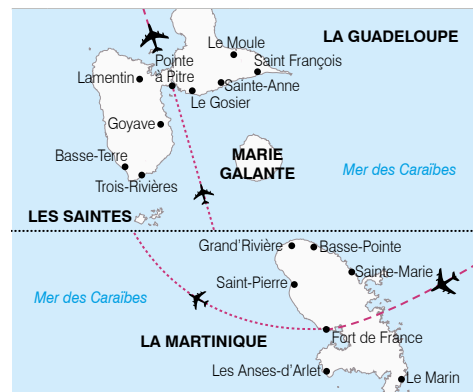 LA GUADELOUPE
Le Moule
Pointe
à Pitre
Saint François
Lamentin
Sainte-Anne
Le Gosier
Goyave
MARIE
GALANTE
Basse-Terre
Mer des Caraïbes
Trois-Rivières
LES SAINTES
Grand'Rivière
Basse-Pointe
Sainte-Marie
Saint-Pierre
Mer des Caraïbes
LA MARTINIQUE
Fort de France
Les Anses-d'Arlet
Le Marin